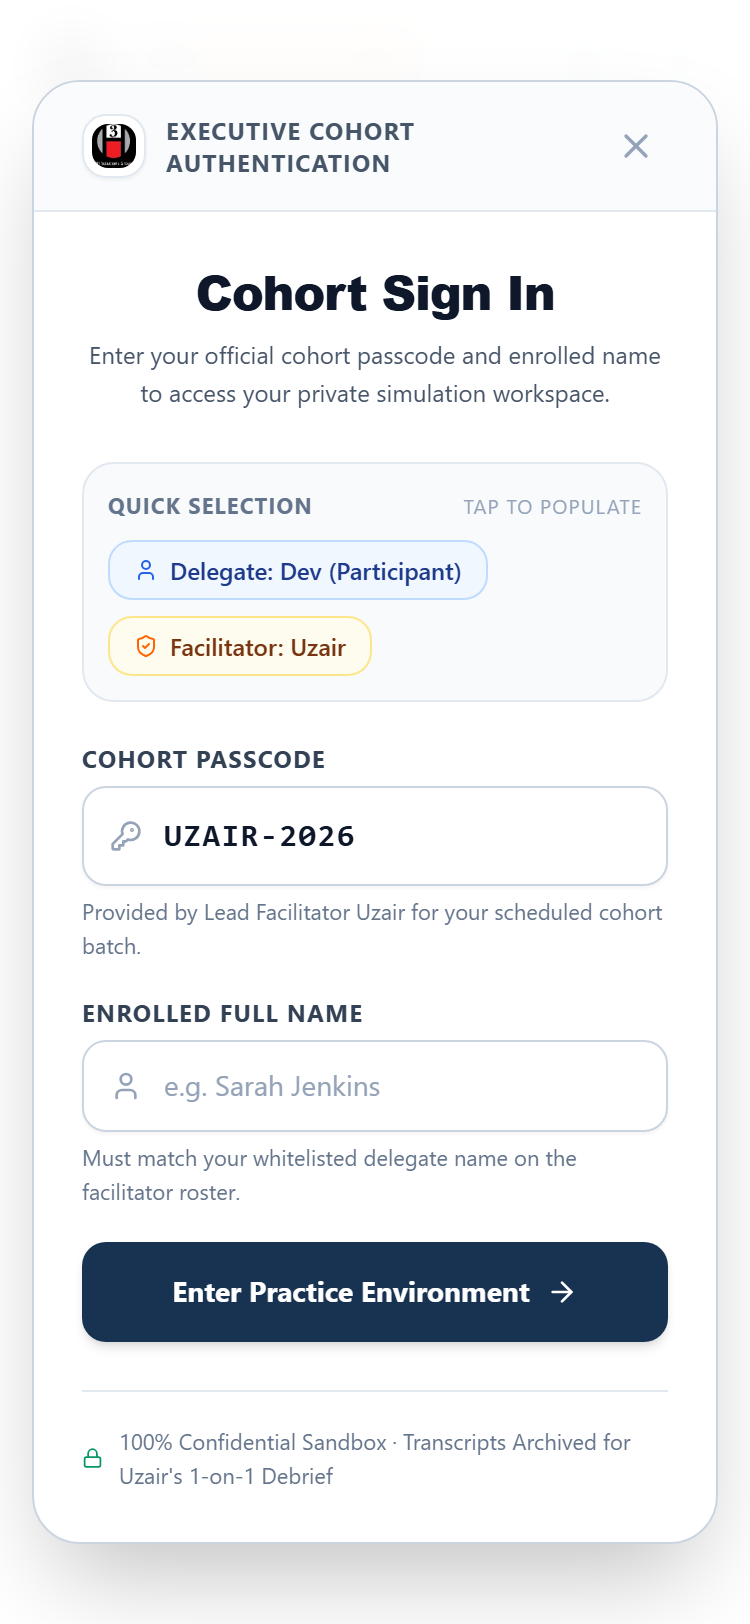 3
EXECUTIVE COHORT
AUTHENTICATION
Cohort Sign In
Enter your official cohort passcode and enrolled name
to access your private simulation workspace.
QUICK SELECTION
TAP TO POPULATE
Delegate: Dev (Participant)
Facilitator: Uzair
COHORT PASSCODE
UZAIR-2026
Provided by Lead Facilitator Uzair for your scheduled cohort
batch.
ENROLLED FULL NAME
e.g. Sarah Jenkins
Must match your whitelisted delegate name on the
facilitator roster.
Enter Practice Environment
100% Confidential Sandbox · Transcripts Archived for
Uzair's 1-on-1 Debrief